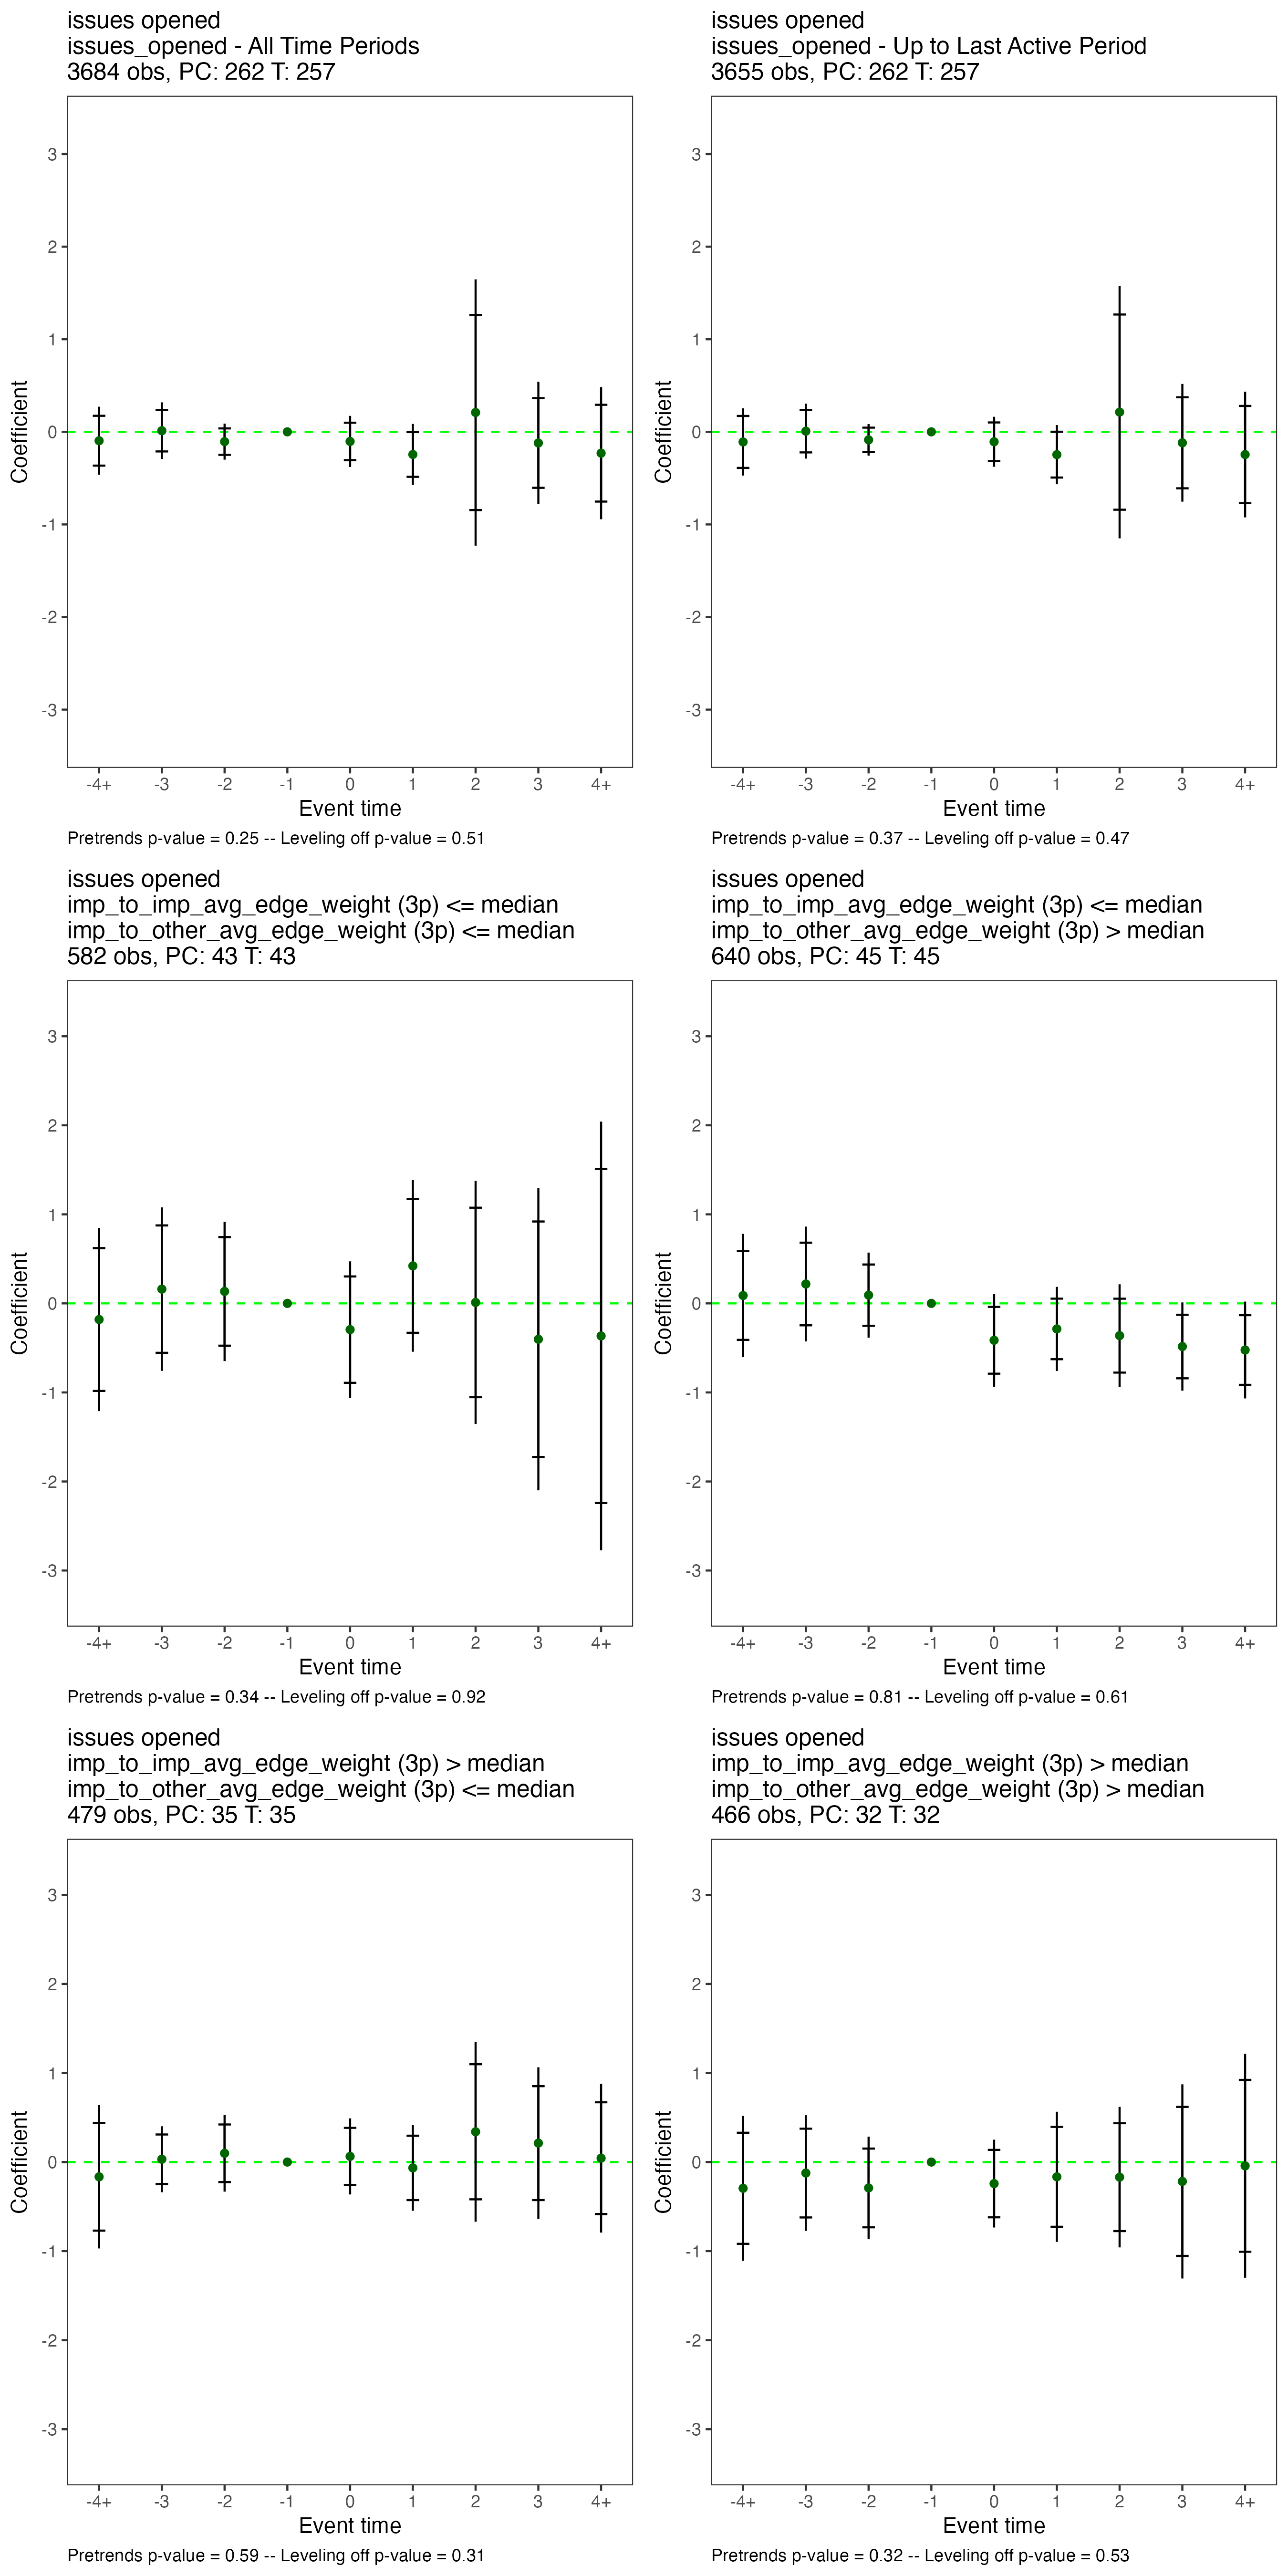 issues opened
issues_opened - All Time Periods
3684 obs, PC: 262 T: 257
3
2
1
0
-1
-2
-3
Coefficient
-4+ -3 -2 -1 0 1 2 3 4+
Event time
Pretrends p-value = 0.25 -- Leveling off p-value = 0.51
issues opened
issues_opened - Up to Last Active Period
3655 obs, PC: 262 T: 257
3
2
1
0
-1
-2
-3
Coefficient
-4+ -3 -2 -1 0 1 2 3 4+
Event time
Pretrends p-value = 0.37 -- Leveling off p-value = 0.47
issues opened
imp_to_imp_avg_edge_weight (3p) <= median
imp_to_other_avg_edge_weight (3p) <= median
582 obs, PC: 43 T: 43
3
2
1
0
-1
-2
-3
Coefficient
-4+ -3 -2 -1 0 1 2 3 4+
Event time
Pretrends p-value = 0.34 -- Leveling off p-value = 0.92
issues opened
imp_to_imp_avg_edge_weight (3p) <= median
imp_to_other_avg_edge_weight (3p) > median
640 obs, PC: 45 T: 45
3
2
1
0
-1
-2
-3
Coefficient
-4+ -3 -2 -1 0 1 2 3 4+
Event time
Pretrends p-value = 0.81 -- Leveling off p-value = 0.61
issues opened
imp_to_imp_avg_edge_weight (3p) > median
imp_to_other_avg_edge_weight (3p) <= median
479 obs, PC: 35 T: 35
3
2
1
0
-1
-2
-3
Coefficient
-4+ -3 -2 -1 0 1 2 3 4+
Event time
Pretrends p-value = 0.59 -- Leveling off p-value = 0.31
issues opened
imp_to_imp_avg_edge_weight (3p) > median
imp_to_other_avg_edge_weight (3p) > median
466 obs, PC: 32 T: 32
3
2
1
0
-1
-2
-3
Coefficient
-4+ -3 -2 -1 0 1 2 3 4+
Event time
Pretrends p-value = 0.32 -- Leveling off p-value = 0.53